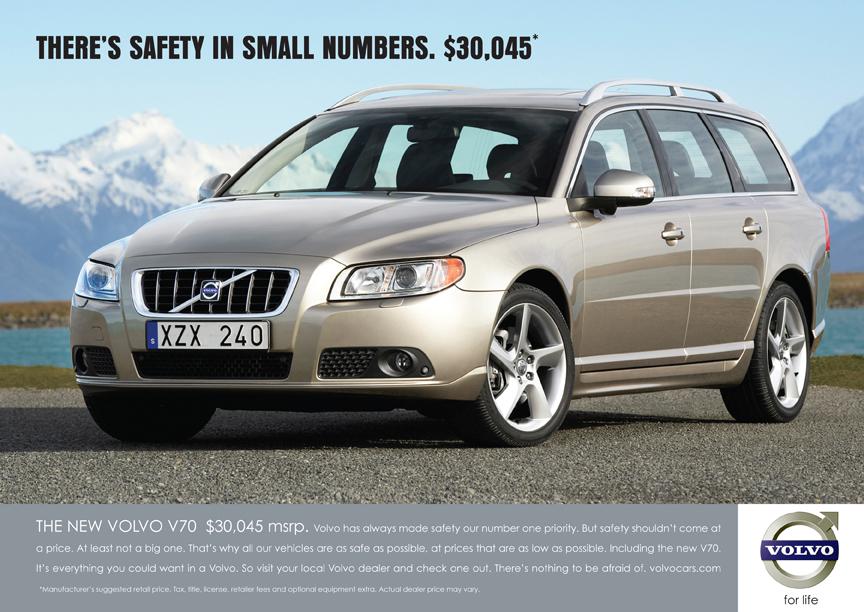 THERE'S SAFETY IN SMALL NUMBERS. $30,045*
VOLVO
S XZX 240
THE NEW VOLVO V70 $30,045 msrp. Volvo has always made safety our number one priority. But safety shouldn't come at
a price. At least not a big one. That's why all our vehicles are as safe as possible, at prices that are as low as possible. Including the new V70.
It's everything you could want in a Volvo. So visit your local Volvo dealer and check one out. There's nothing to be afraid of. volvocars.com
*Manufacturer's suggested retail price. Tax, title, license, retailer fees and optional equipment extra. Actual dealer price may vary.
VOLVO
for life